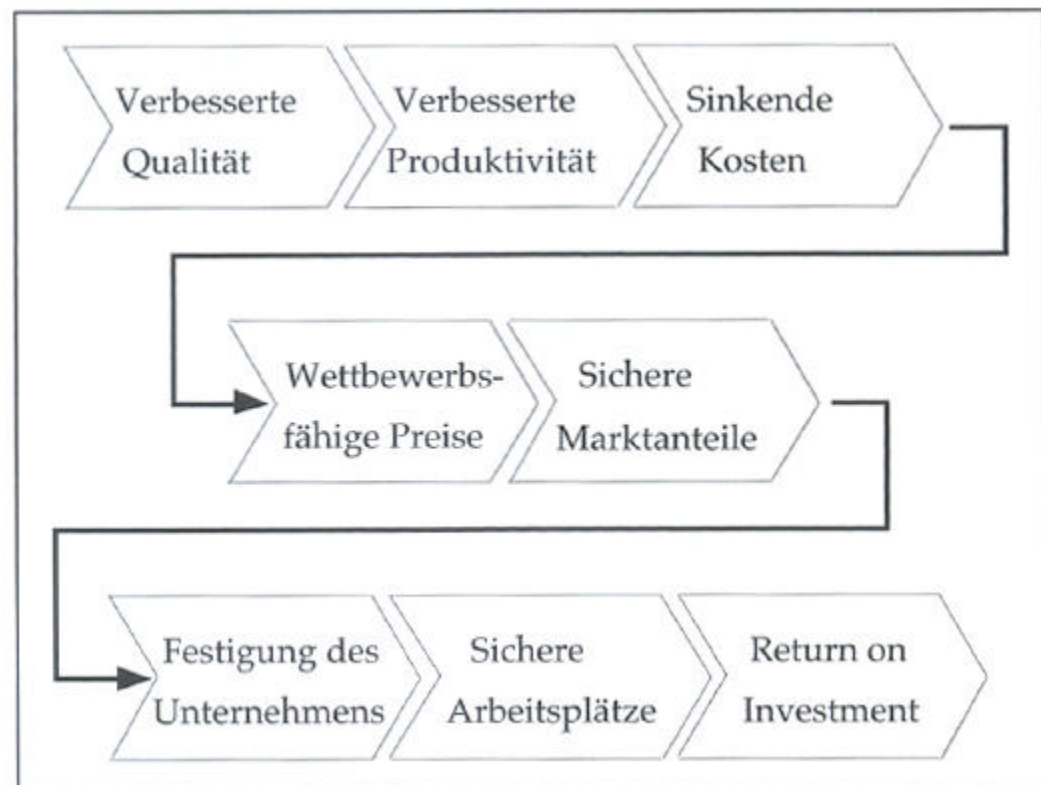 Verbesserte
Qualität
Verbesserte
Produktivität
Sinkende
Kosten
Wettbewerbs-
fähige Preise
Sichere
Marktanteile
Festigung des
Unternehmens
Sichere
Arbeitsplätze
Return on
Investment